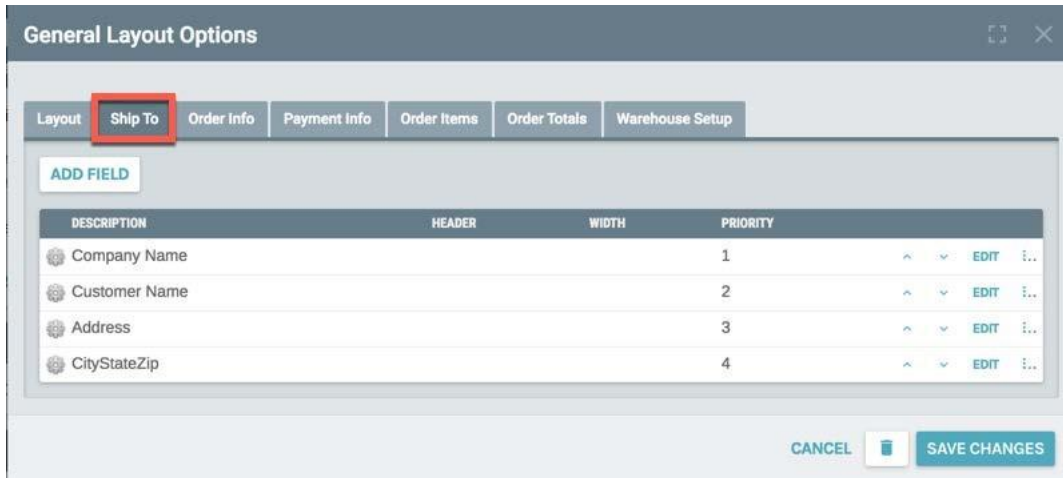 General Layout Options
Layout Ship To Order Info Payment Info Order Items Order Totals Warehouse Setup
ADD FIELD
DESCRIPTION HEADER WIDTH PRIORITY
Company Name 1 EDIT
Customer Name 2 EDIT
Address 3 EDIT
CityStateZip 4 EDIT
CANCEL SAVE CHANGES